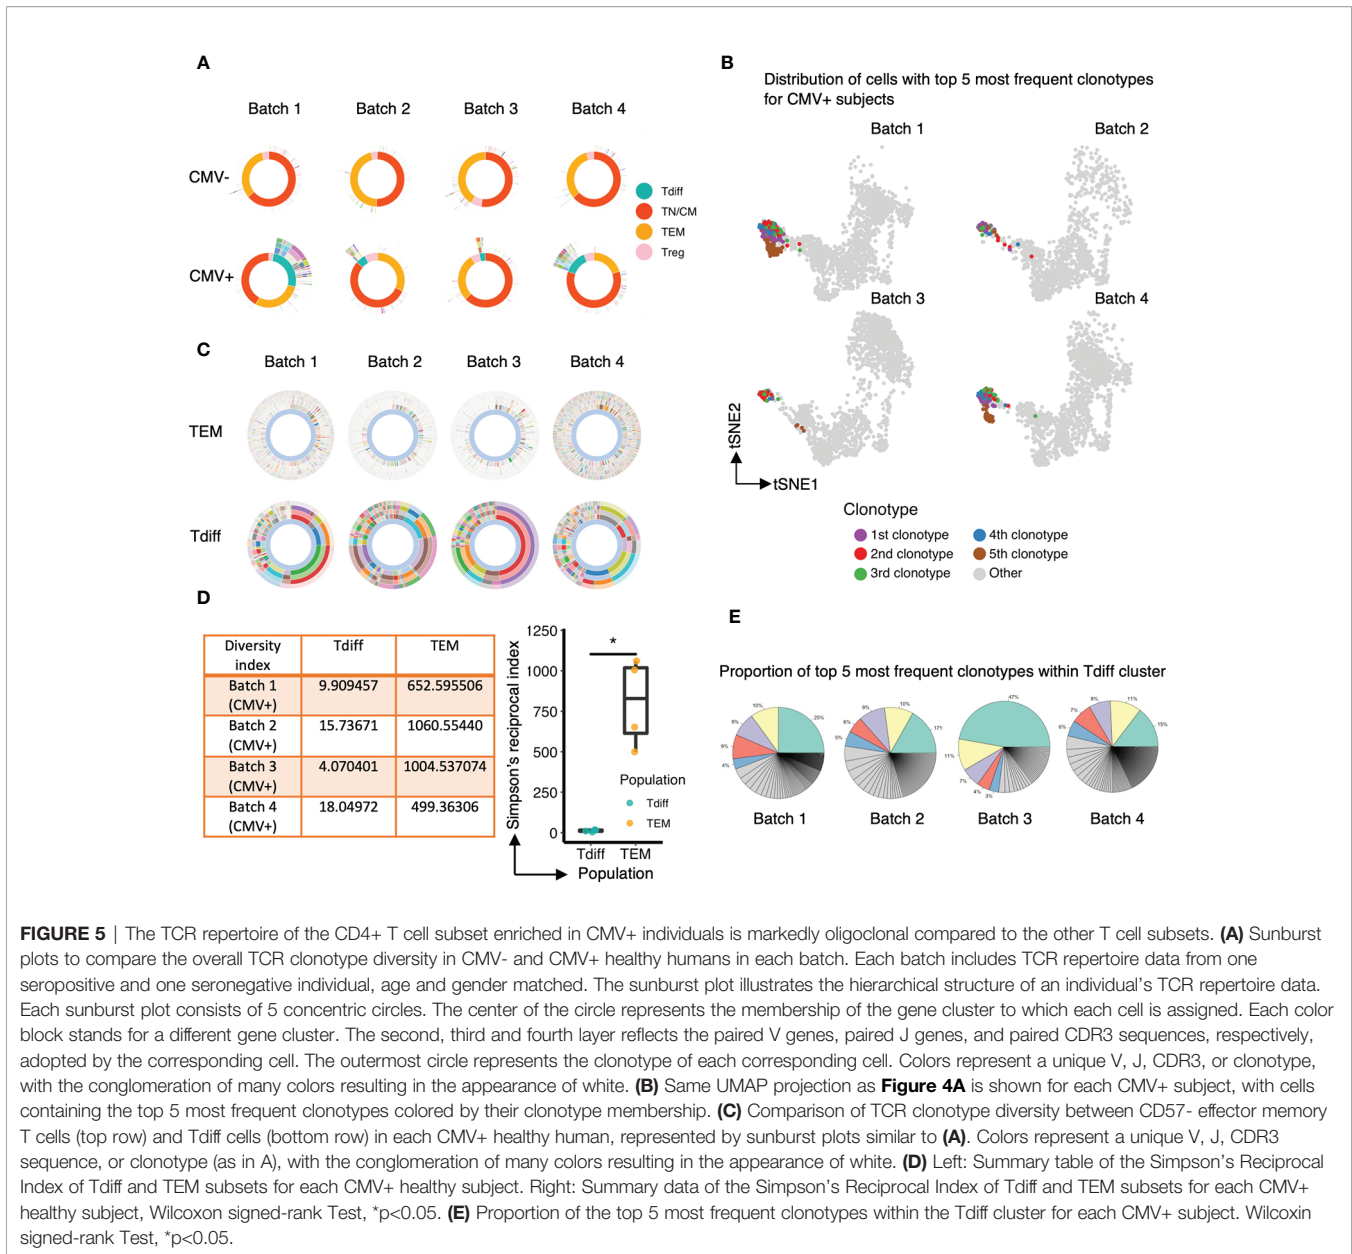 A
Batch 1
Batch 2
Batch 3
Batch 4
CMV-
CMV+
Tdiff
TN/CM
TEM
Treg
B
Distribution of cells with top 5 most frequent clonotypes
for CMV+ subjects
Batch 1
Batch 2
Batch 3
Batch 4
tSNE2
tSNE1
Clonotype
1st clonotype
2nd clonotype
3rd clonotype
4th clonotype
5th clonotype
Other
C
Batch 1
Batch 2
Batch 3
Batch 4
TEM
Tdiff
D
Diversity index Tdiff TEM
Batch 1 (CMV+) 9.909457 652.595506
Batch 2 (CMV+) 15.73671 1060.55440
Batch 3 (CMV+) 4.070401 1004.537074
Batch 4 (CMV+) 18.04972 499.36306
Simpson's reciprocal index
1250
1000
750
500
250
0
*
Population
Tdiff
TEM
Tdiff TEM
Population
E
Proportion of top 5 most frequent clonotypes within Tdiff cluster
25%
10%
9%
4%
Batch 1
17%
10%
9%
6%
5%
Batch 2
47%
11%
7%
4%
3%
Batch 3
15%
11%
8%
7%
6%
Batch 4
FIGURE 5 | The TCR repertoire of the CD4+ T cell subset enriched in CMV+ individuals is markedly oligoclonal compared to the other T cell subsets. (A) Sunburst
plots to compare the overall TCR clonotype diversity in CMV- and CMV+ healthy humans in each batch. Each batch includes TCR repertoire data from one
seropositive and one seronegative individual, age and gender matched. The sunburst plot illustrates the hierarchical structure of an individual's TCR repertoire data.
Each sunburst plot consists of 5 concentric circles. The center of the circle represents the membership of the gene cluster to which each cell is assigned. Each color
block stands for a different gene cluster. The second, third and fourth layer reflects the paired V genes, paired J genes, and paired CDR3 sequences, respectively,
adopted by the corresponding cell. The outermost circle represents the clonotype of each corresponding cell. Colors represent a unique V, J, CDR3, or clonotype,
with the conglomeration of many colors resulting in the appearance of white. (B) Same UMAP projection as Figure 4A is shown for each CMV+ subject, with cells
containing the top 5 most frequent clonotypes colored by their clonotype membership. (C) Comparison of TCR clonotype diversity between CD57- effector memory
T cells (top row) and Tdiff cells (bottom row) in each CMV+ healthy human, represented by sunburst plots similar to (A). Colors represent a unique V, J, CDR3
sequence, or clonotype (as in A), with the conglomeration of many colors resulting in the appearance of white. (D) Left: Summary table of the Simpson's Reciprocal
Index of Tdiff and TEM subsets for each CMV+ healthy subject. Right: Summary data of the Simpson's Reciprocal Index of Tdiff and TEM subsets for each CMV+
healthy subject, Wilcoxon signed-rank Test, *p<0.05. (E) Proportion of the top 5 most frequent clonotypes within the Tdiff cluster for each CMV+ subject. Wilcoxin
signed-rank Test, *p<0.05.